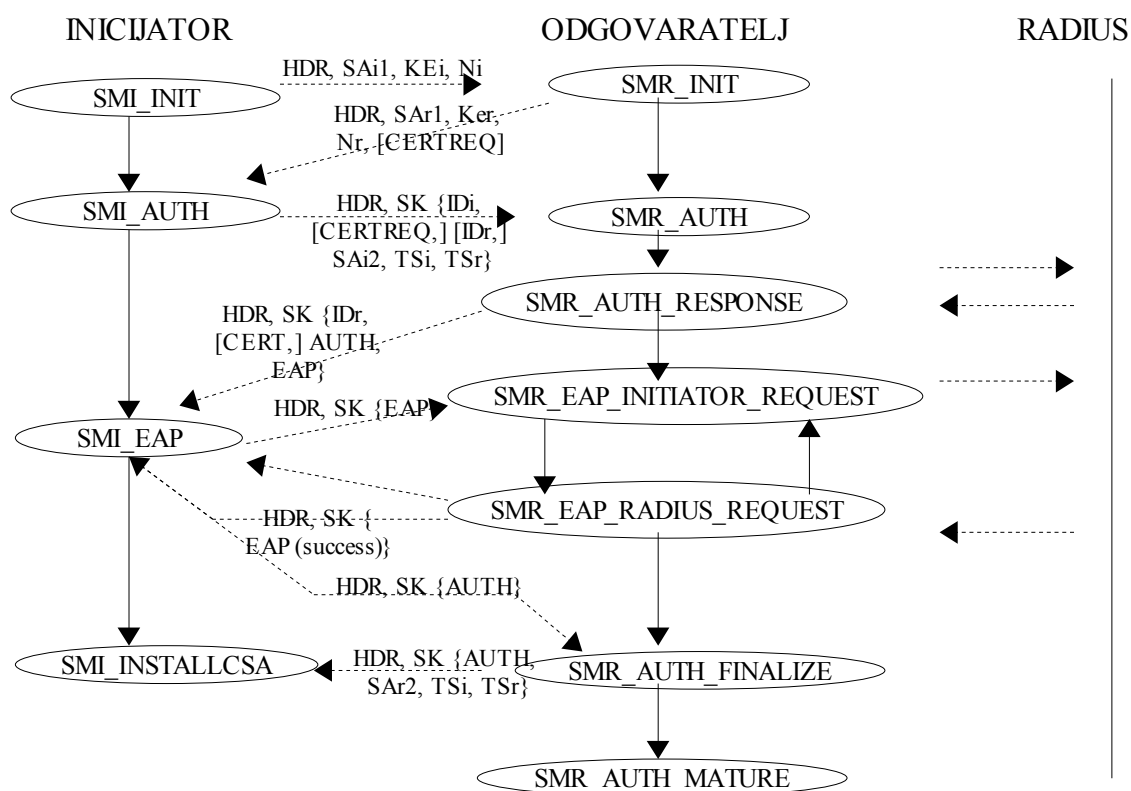 INICIJATOR
ODGOVARATELJ
RADIUS
HDR, SAi1, KEi, Ni
SMI_INIT
SMR_INIT
HDR, SAr1, Ker,
Nr, [CERTREQ]
SMI_AUTH
HDR, SK {IDi,
[CERTREQ,] [IDr,]
SAi2, TSi, TSr}
SMR_AUTH
SMR_AUTH_RESPONSE
HDR, SK {IDr,
[CERT,] AUTH,
EAP}
SMR_EAP_INITIATOR_REQUEST
HDR, SK {EAP}
SMI_EAP
SMR_EAP_RADIUS_REQUEST
HDR, SK {
EAP (success)}
HDR, SK {AUTH}
SMI_INSTALLCSA
HDR, SK {AUTH,
SAr2, TSi, TSr}
SMR_AUTH_FINALIZE
SMR_AUTH_MATURE